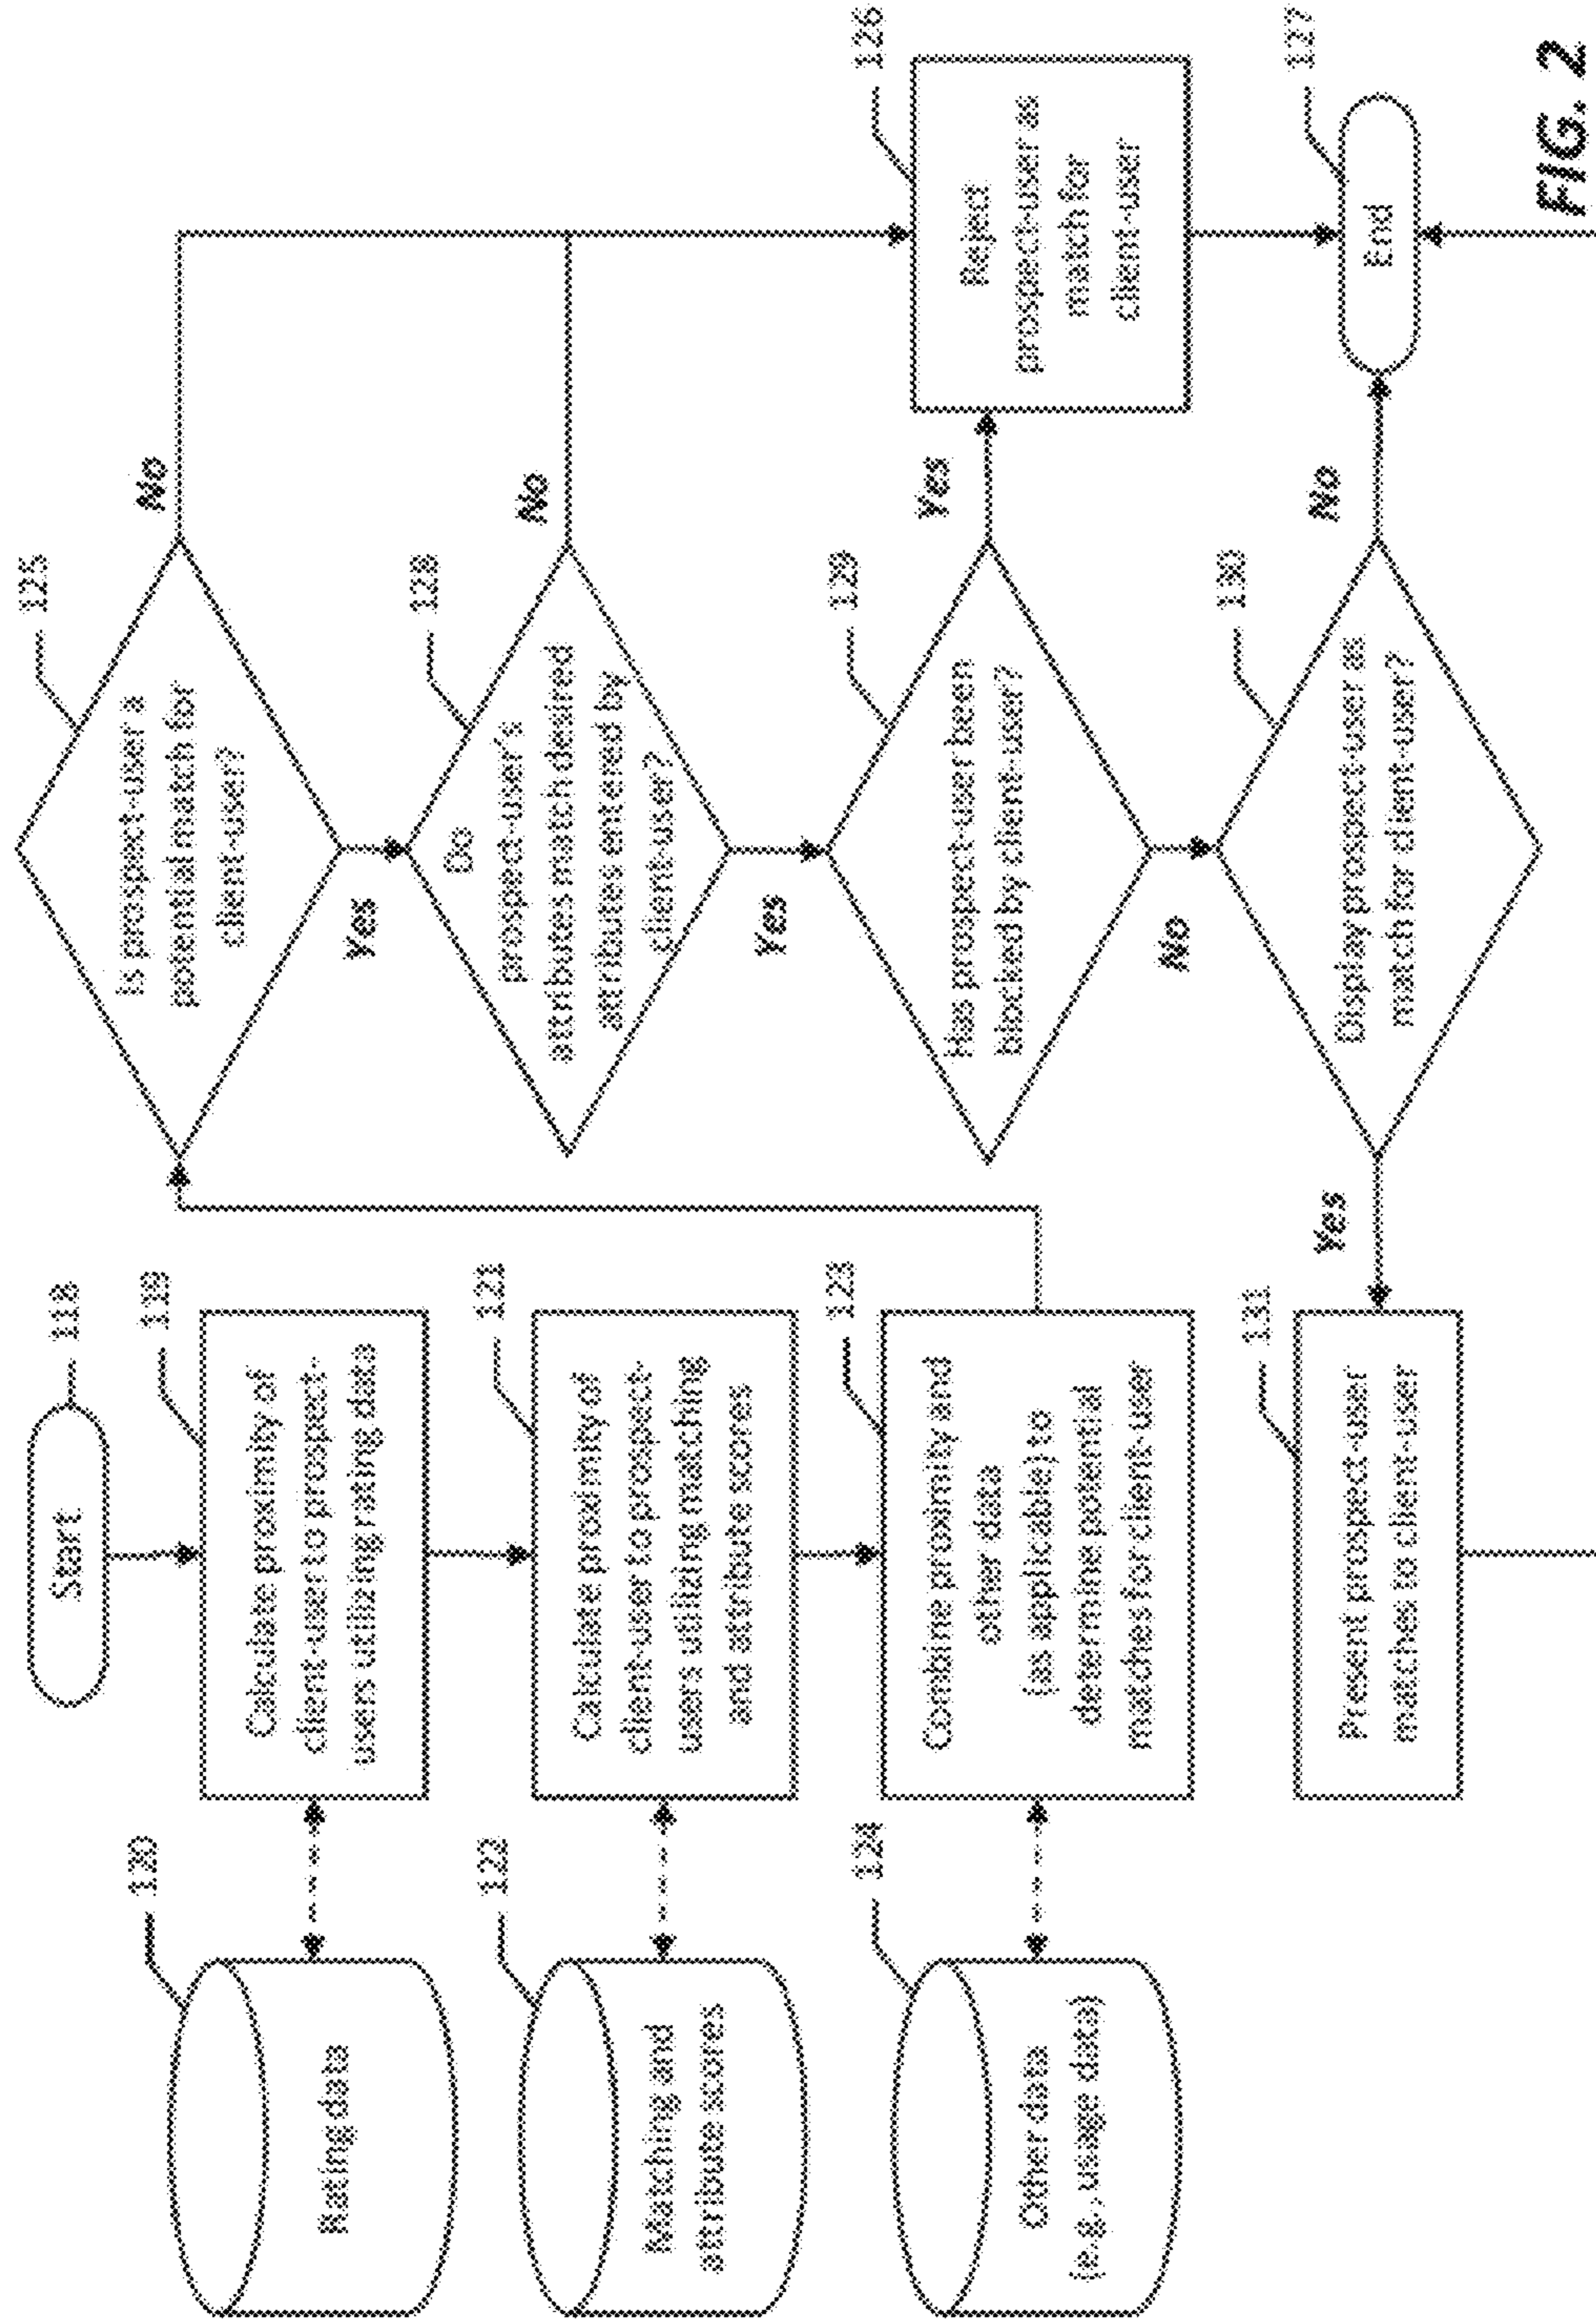 118
Start
120
Rating data
119
Calculate proximity of
client-user to prospect-
users utilizing rating data
122
Matching and
attribute scores
121
Calculate proximity of
client-user to prospect-
users utilizing matching
and attribute scores
124
Other data
(e.g., usage data)
123
Combine proximity and
other data
(as applicable) to
determine potential
matches for client-user
125
Is prospect-user a
potential match for
client-user?
No
Yes
128
Do
prospect-user's
attributes match desired
attributes entered by
client-user?
No
Yes
129
Has prospect-user been
blocked by client-user?
Yes
No
126
Reject
prospect-user as
match for
client-user
130
Display prospect-user as
match for client-user?
Yes
No
131
Present prospect-user
matches to client-user
127
End
FIG. 2